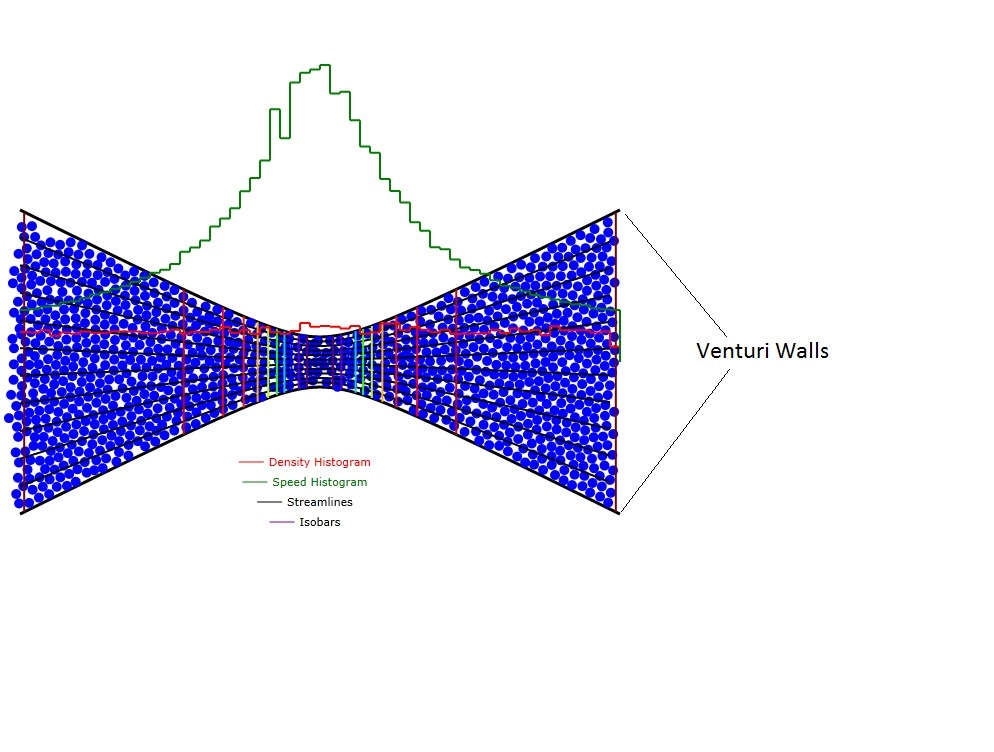 Venturi Walls
Density Histogram
Speed Histogram
Streamlines
Isobars